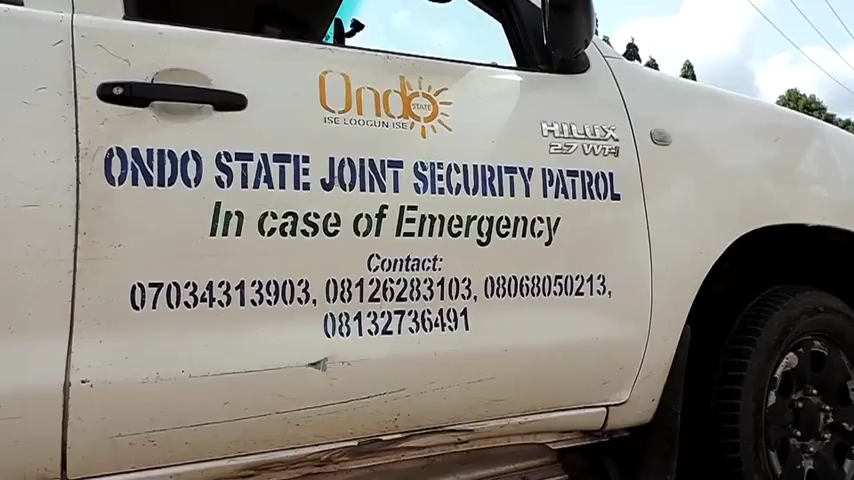 Ondo
STATE
ISE LOOGUN ISE
HILUX
2.7 WT-I
ONDO STATE JOINT SECURITY PATROL
In case of Emergency
Contact:
07034313903, 08126283103, 08068050213,
08132736491